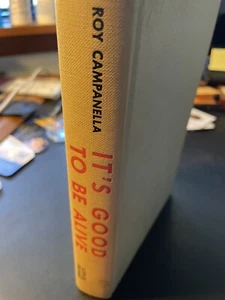 ROY CAMPANELLA
IT'S GOOD
TO BE ALIVE